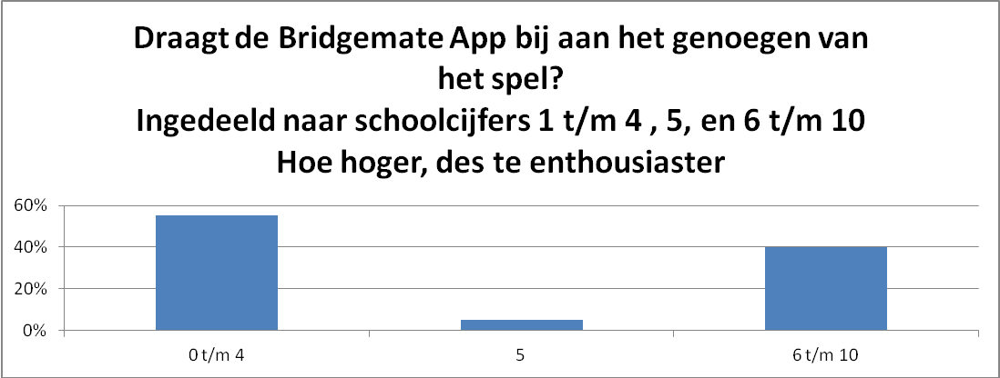 Draagt de Bridgemate App bij aan het genoegen van
het spel?
Ingedeeld naar schoolcijfers 1 t/m 4 , 5, en 6 t/m 10
Hoe hoger, des te enthousiaster
60%
40%
20%
0%
0 t/m 4
5
6 t/m 10